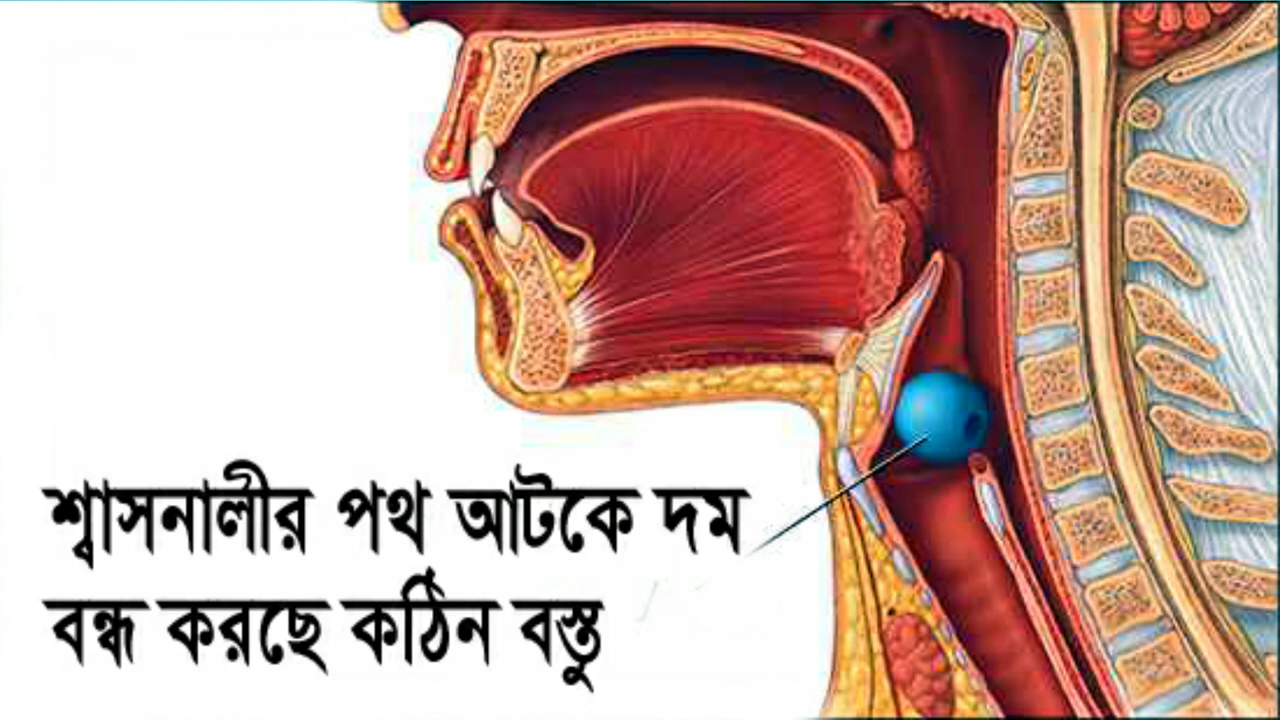 শ্বাসনালীর পথ আটকে দম
বন্ধ করছে কঠিন বস্তু